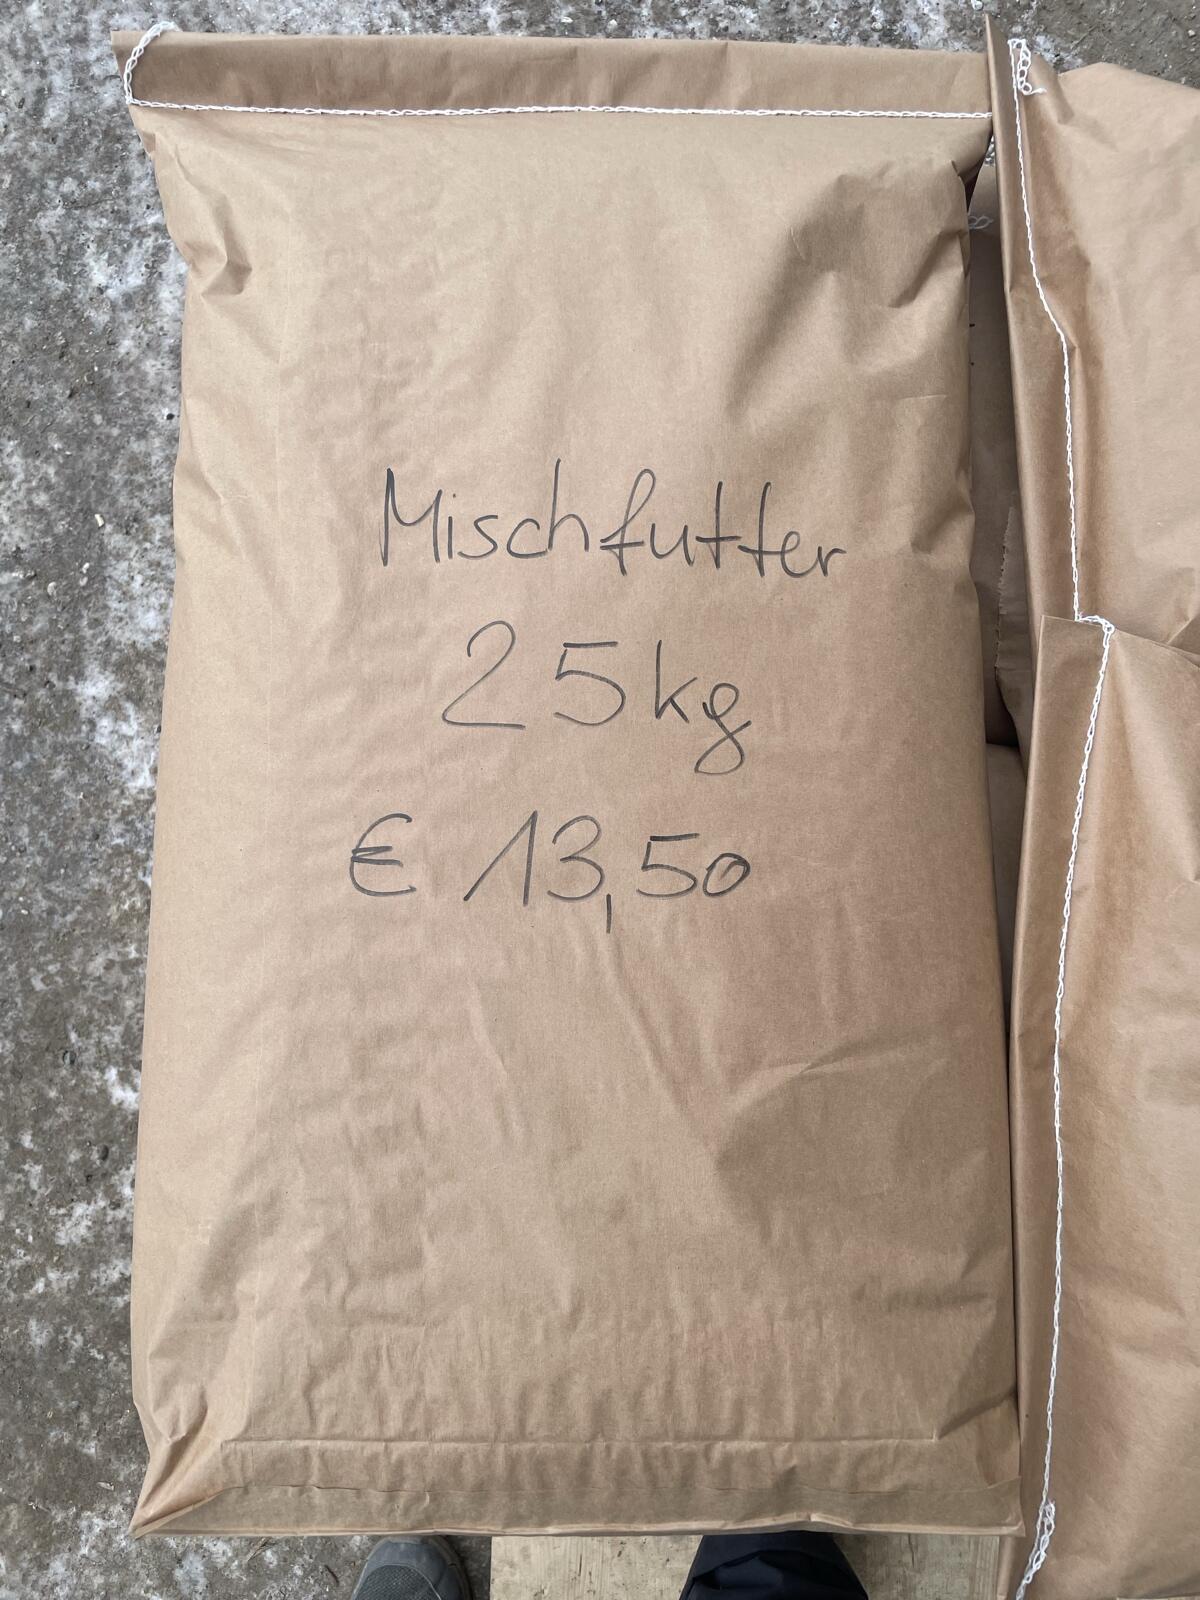 Mischfutter
25kg
€ 13,50